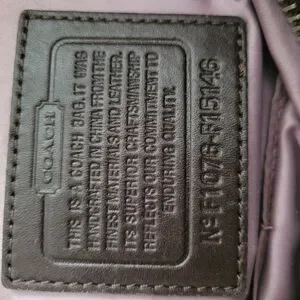 COACH
THIS IS A COACH BAG. IT WAS
HANDCRAFTED IN CHINA FROM THE
FINEST MATERIALS AND LEATHER.
ITS SUPERIOR CRAFTSMANSHIP
REFLECTS OUR COMMITMENT TO
ENDURING QUALITY.
Nº F1076-F15146